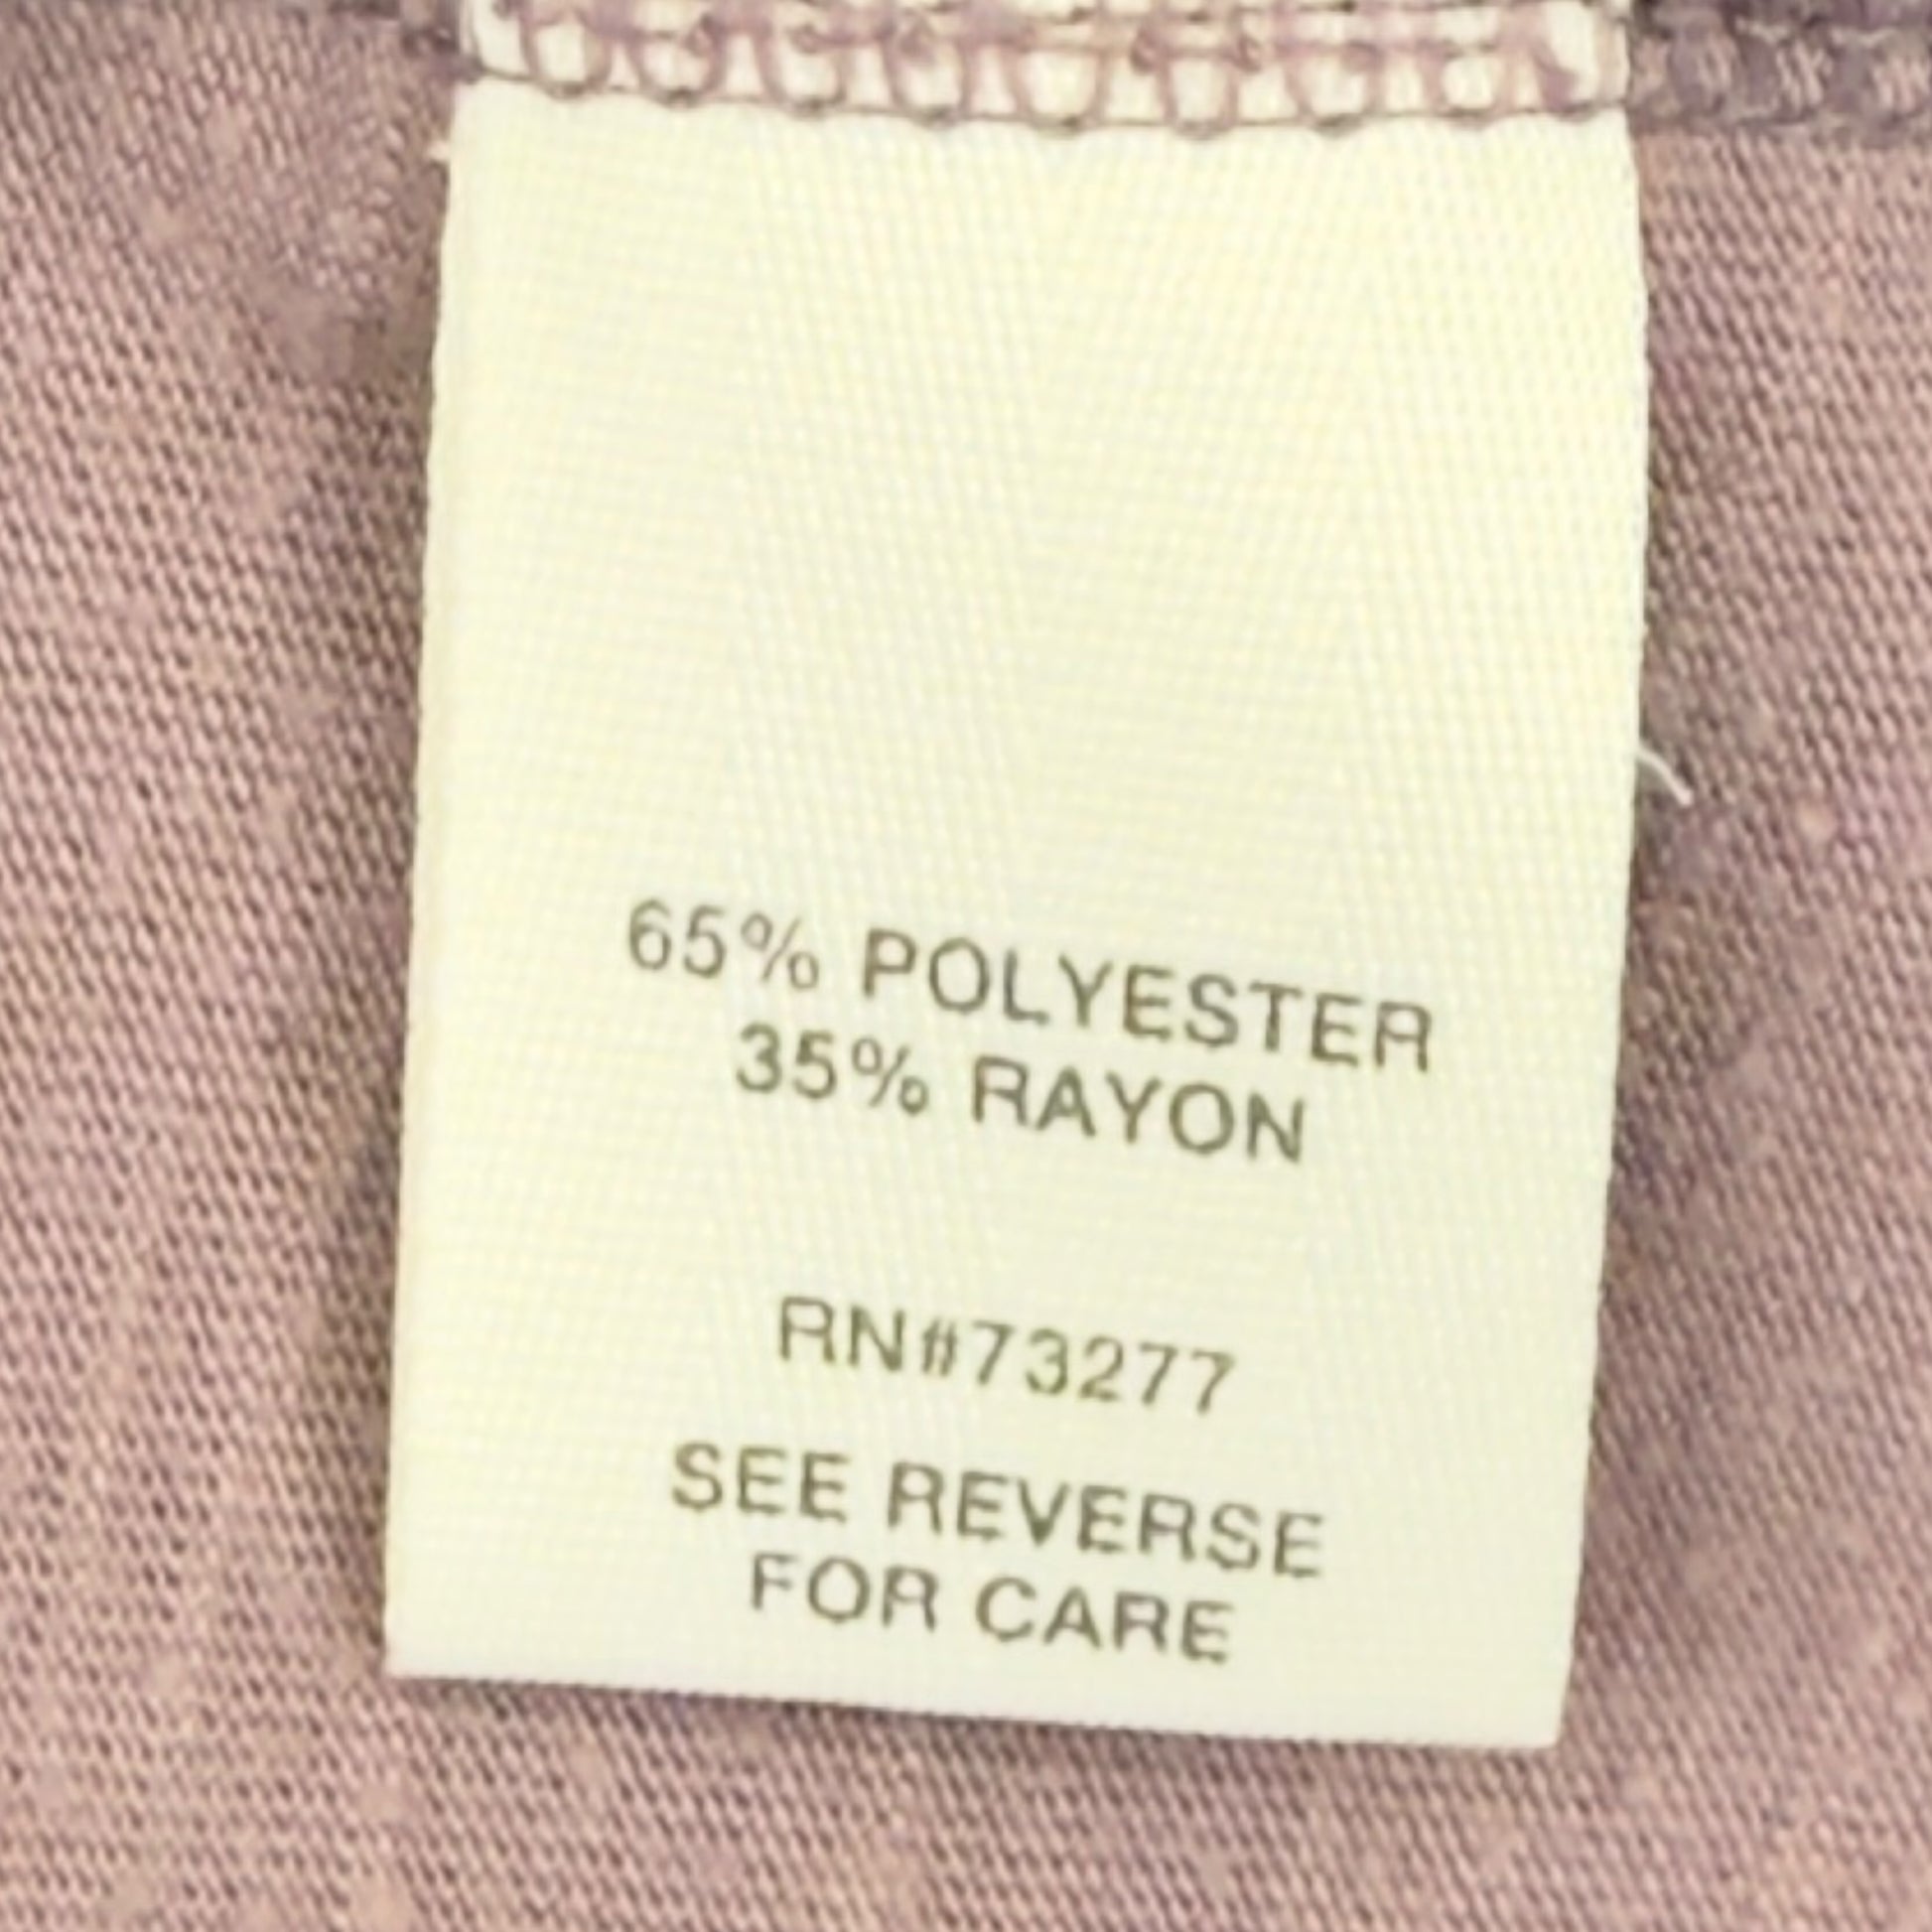 65% POLYESTER
35% RAYON
RN#73277
SEE REVERSE
FOR CARE